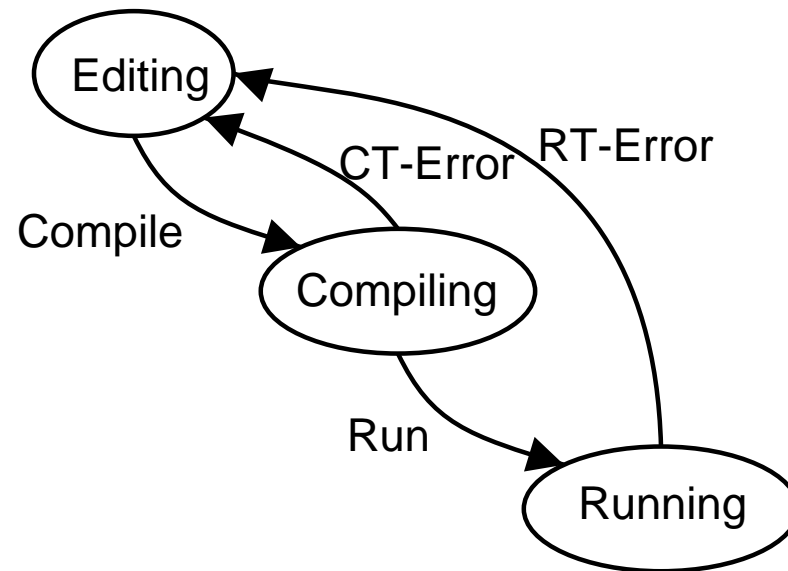 Editing
CT-Error
RT-Error
Compile
Compiling
Run
Running